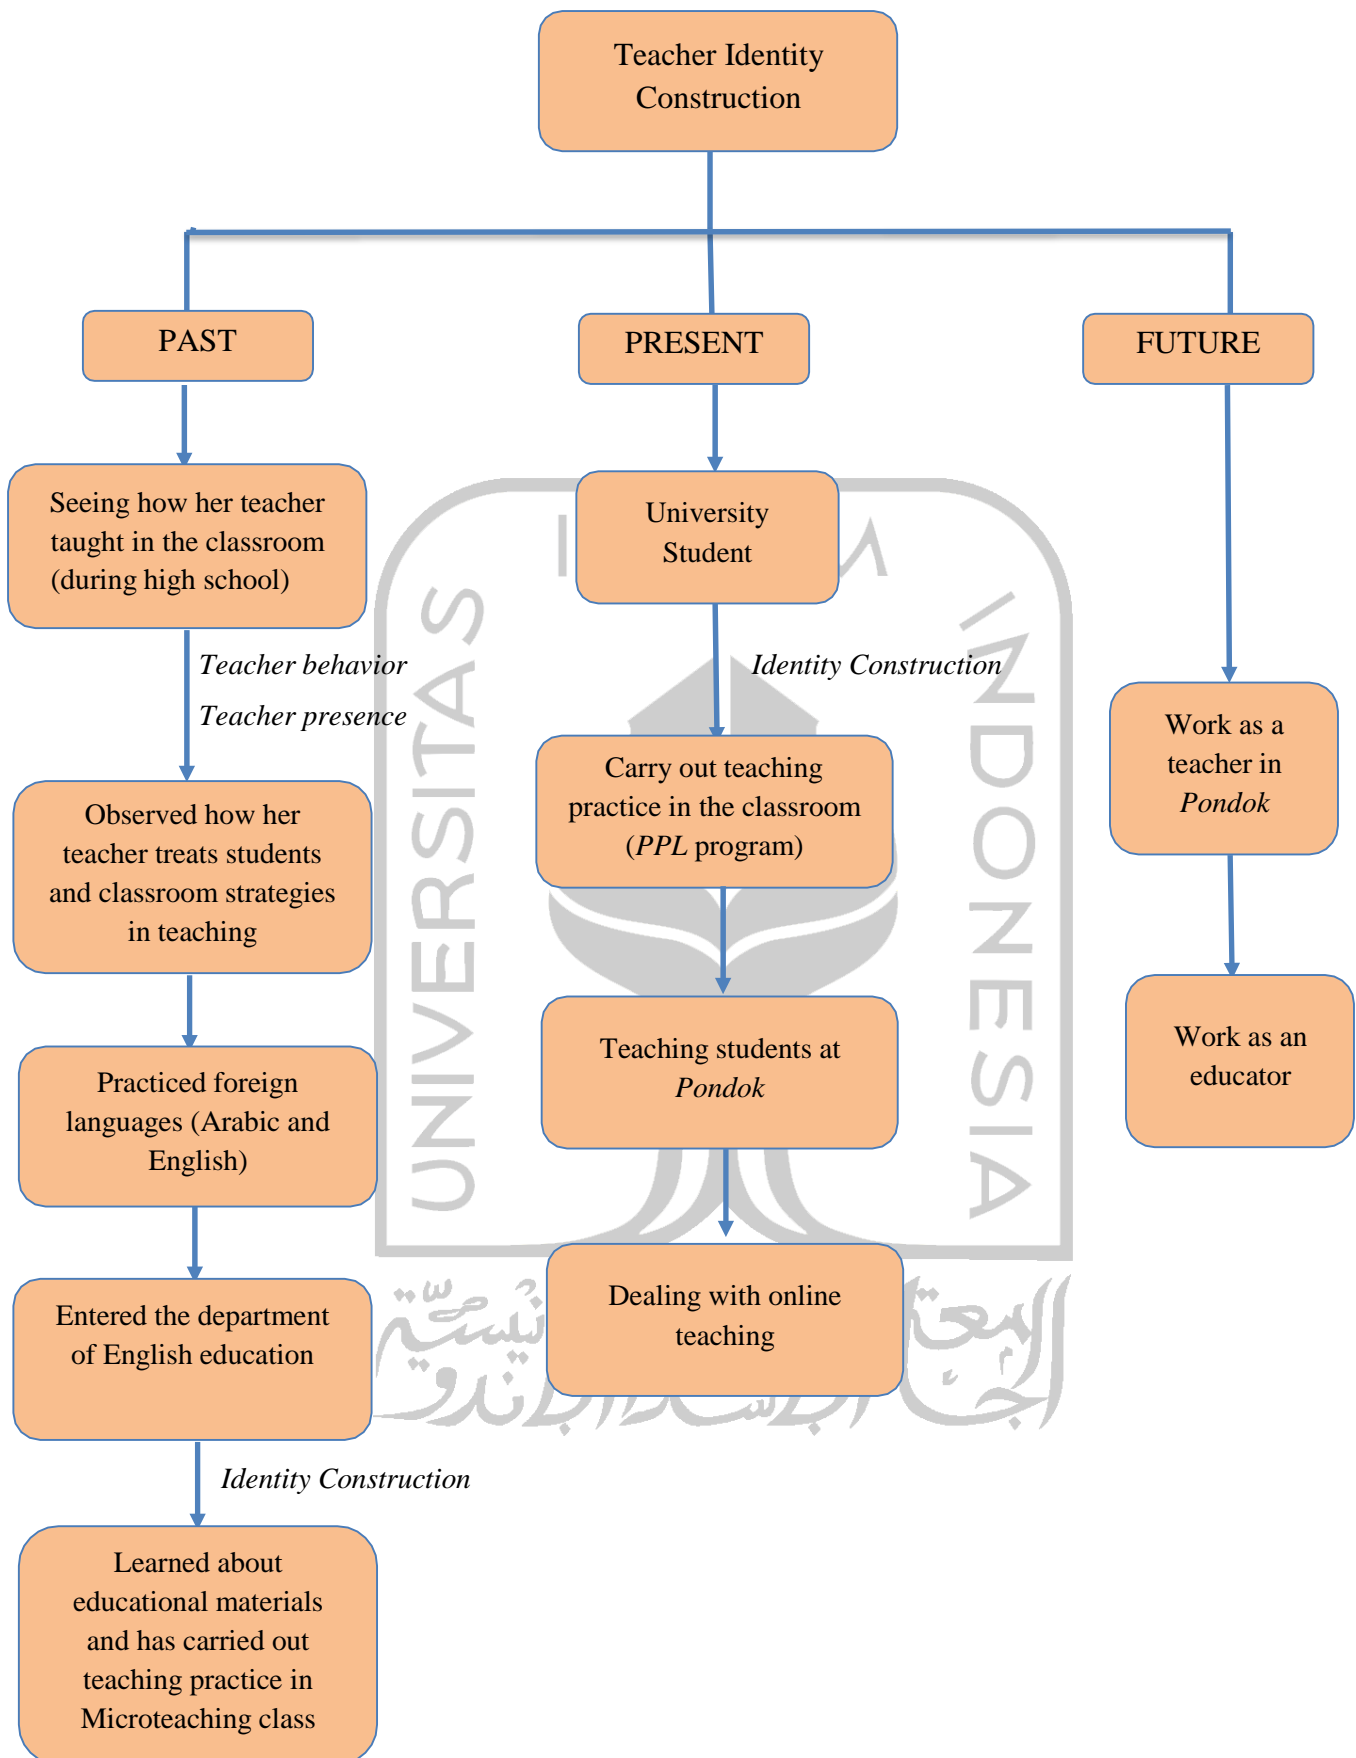 Teacher Identity
Construction
PAST
PRESENT
FUTURE
Seeing how her teacher
taught in the classroom
(during high school)
Teacher behavior
Teacher presence
Observed how her
teacher treats students
and classroom strategies
in teaching
Practiced foreign
languages (Arabic and
English)
Entered the department
of English education
Identity Construction
Learned about
educational materials
and has carried out
teaching practice in
Microteaching class
University
Student
Identity Construction
Carry out teaching
practice in the classroom
(PPL program)
Teaching students at
Pondok
Dealing with online
teaching
Work as a
teacher in
Pondok
Work as an
educator
UNIVERSITAS
INDONESIA